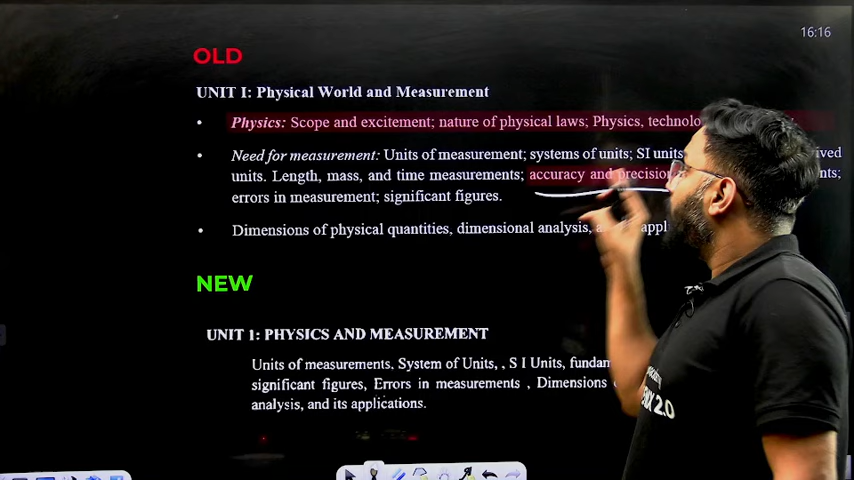 16:16
OLD
UNIT I: Physical World and Measurement
• Physics: Scope and excitement; nature of physical laws; Physics,
• Need for measurement: Units of measurement; systems of units; SI units
units. Length, mass, and time measurements; accuracy and precision
errors in measurement; significant figures.
• Dimensions of physical quantities, dimensional analysis,
NEW
UNIT 1: PHYSICS AND MEASUREMENT
Units of measurements, System of Units, , S I Units,
significant figures, Errors in measurements , Dimensions
analysis, and its applications.
2.0